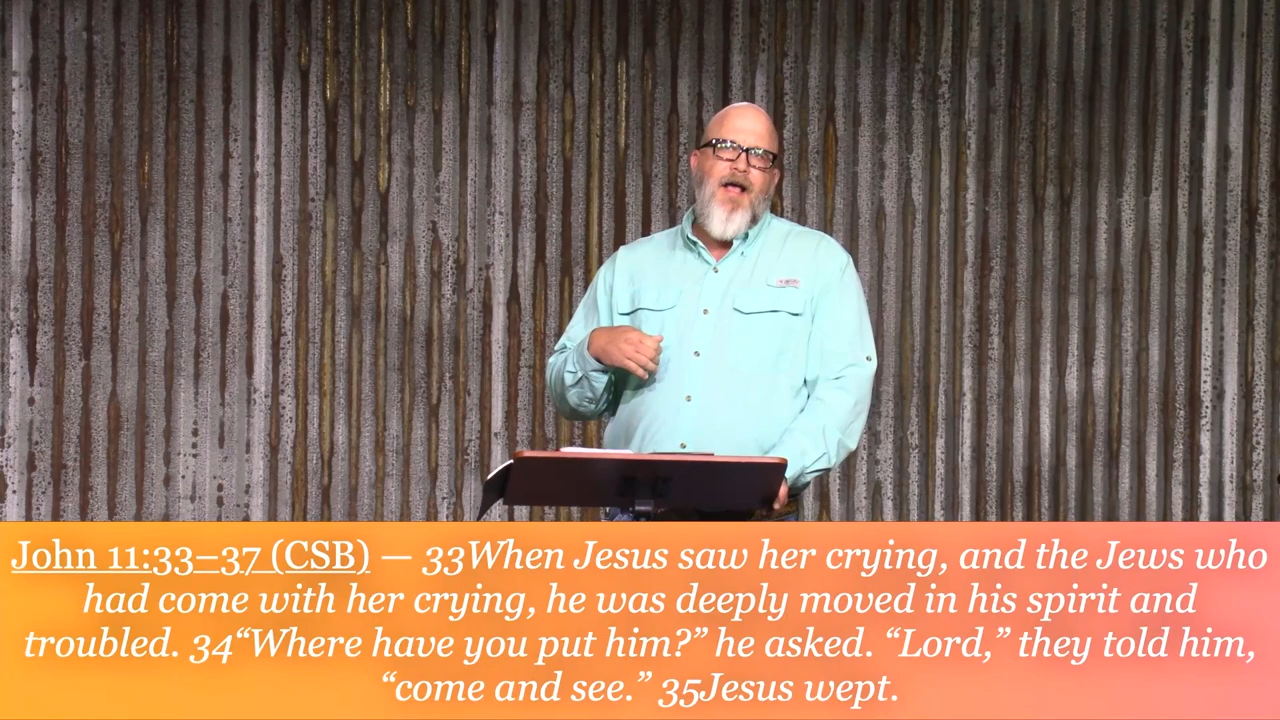 John 11:33–37 (CSB) — 33When Jesus saw her crying, and the Jews who
had come with her crying, he was deeply moved in his spirit and
troubled. 34“Where have you put him?” he asked. “Lord,” they told him,
“come and see.” 35Jesus wept.